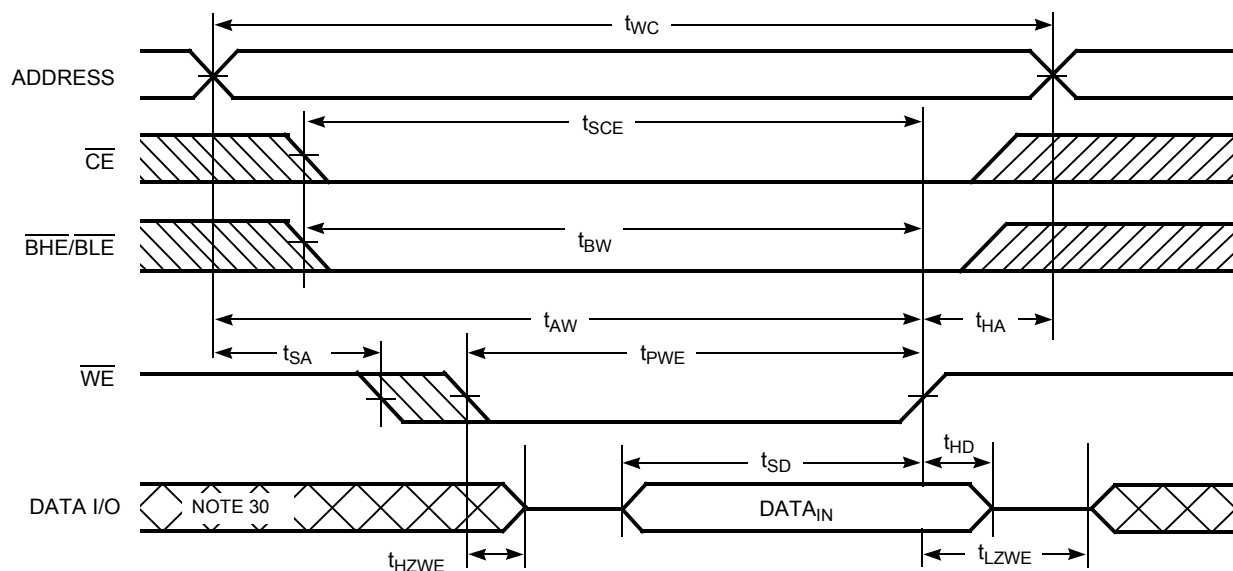 tWC
ADDRESS
tSCE
CE
BHE/BLE
tBW
tAW
tHA
tSA
tPWE
WE
tHD
tSD
DATA I/O
NOTE 30
DATAIN
tHZWE
tLZWE